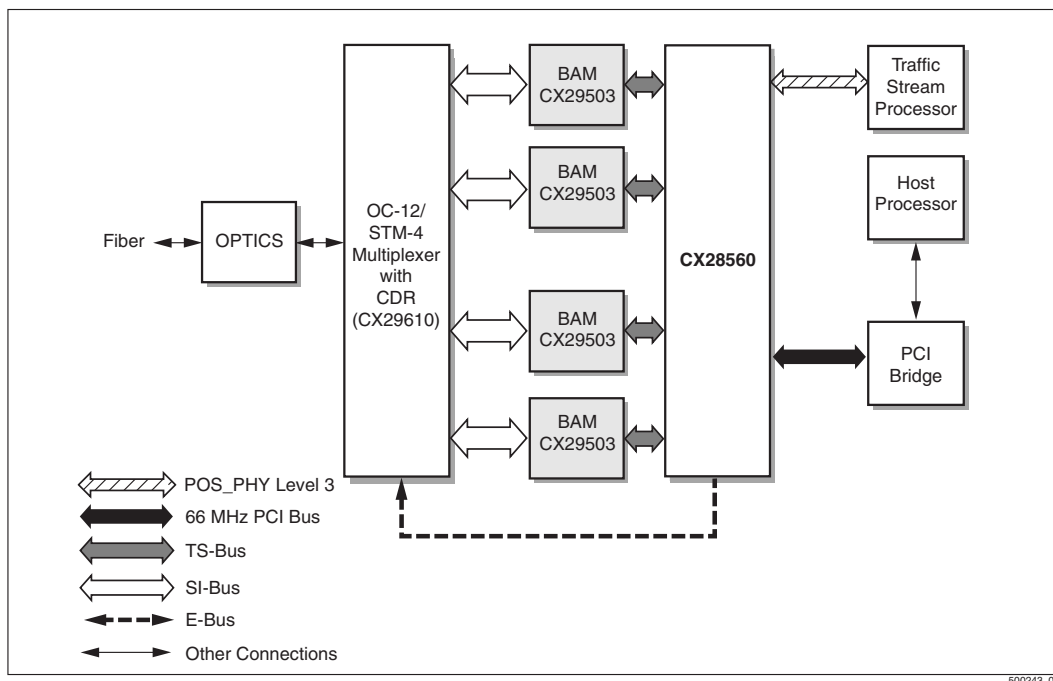 Fiber
OPTICS
OC-12/
STM-4
Multiplexer
with
CDR
(CX29610)
BAM
CX29503
BAM
CX29503
BAM
CX29503
BAM
CX29503
CX28560
Traffic
Stream
Processor
Host
Processor
PCI
Bridge
POS_PHY Level 3
66 MHz PCI Bus
TS-Bus
SI-Bus
E-Bus
Other Connections